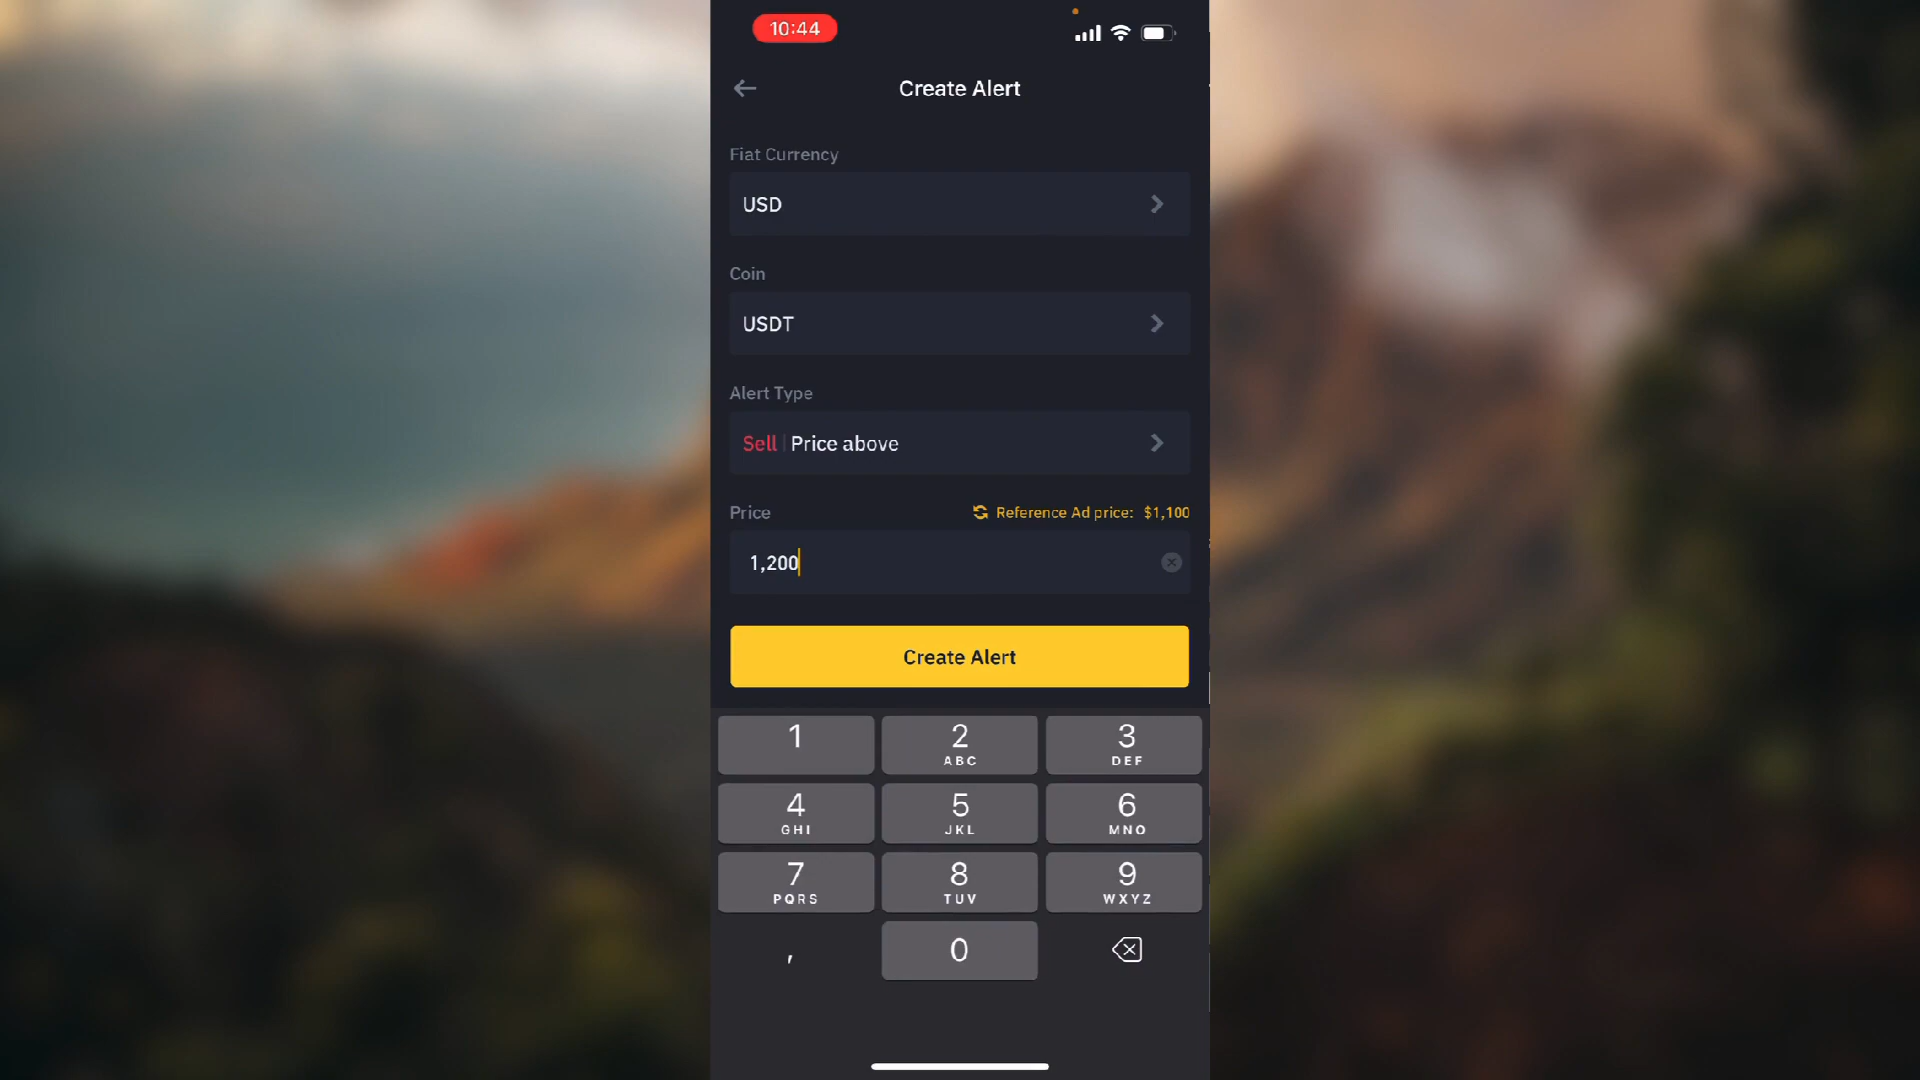 10:44
Create Alert
Fiat Currency
USD
Coin
USDT
Alert Type
Sell | Price above
Price
Reference Ad price: $1,100
1,200
Create Alert
1
2
ABC
3
DEF
4
GHI
5
JKL
6
MNO
7
PQRS
8
TUV
9
WXYZ
,
0